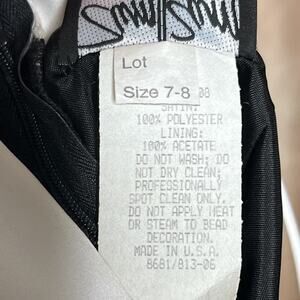 Lot
Size 7-8
SATIN:
100% POLYESTER
LINING:
100% ACETATE
DO NOT WASH; DO
NOT DRY CLEAN;
PROFESSIONALLY
SPOT CLEAN ONLY.
DO NOT APPLY HEAT
OR STEAM TO BEAD
DECORATION.
MADE IN U.S.A.
8681/813-06